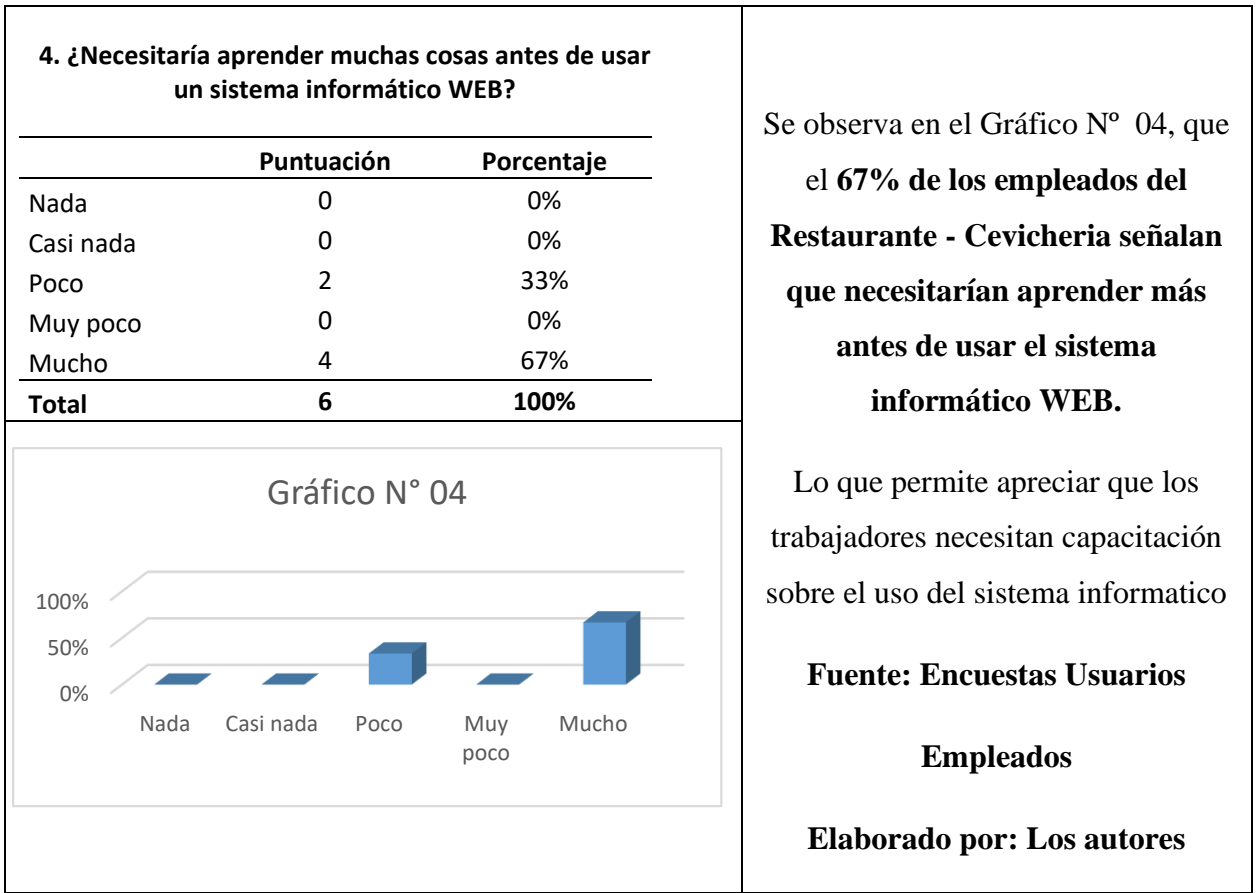 4. ¿Necesitaría aprender muchas cosas antes de usar
un sistema informático WEB?
Puntuación Porcentaje
Nada 0 0%
Casi nada 0 0%
Poco 2 33%
Muy poco 0 0%
Mucho 4 67%
Total 6 100%
Gráfico N° 04
100%
50%
0%
Nada Casi nada Poco Muy Mucho
poco
Se observa en el Gráfico Nº 04, que
el 67% de los empleados del
Restaurante - Cevicheria señalan
que necesitarían aprender más
antes de usar el sistema
informático WEB.
Lo que permite apreciar que los
trabajadores necesitan capacitación
sobre el uso del sistema informatico
Fuente: Encuestas Usuarios
Empleados
Elaborado por: Los autores